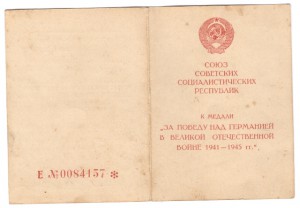 Е №0084157 *
СОЮЗ
СОВЕТСКИХ
СОЦИАЛИСТИЧЕСКИХ
РЕСПУБЛИК
К МЕДАЛИ
„ЗА ПОБЕДУ НАД ГЕРМАНИЕЙ
В ВЕЛИКОЙ ОТЕЧЕСТВЕННОЙ
ВОЙНЕ 1941—1945 гг.“